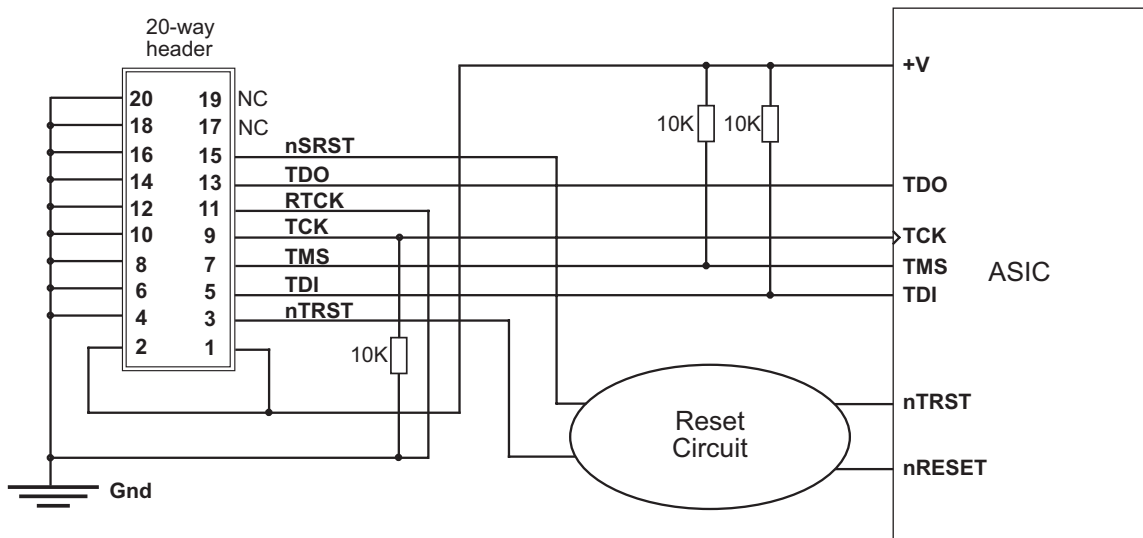 20-way
header
20 19 NC
18 17 NC
16 15 nSRST
14 13 TDO
12 11 RTCK
10 9 TCK
8 7 TMS
6 5 TDI
4 3 nTRST
2 1
10K
Gnd
10K 10K
Reset
Circuit
+V
TDO
TCK
TMS
TDI
ASIC
nTRST
nRESET